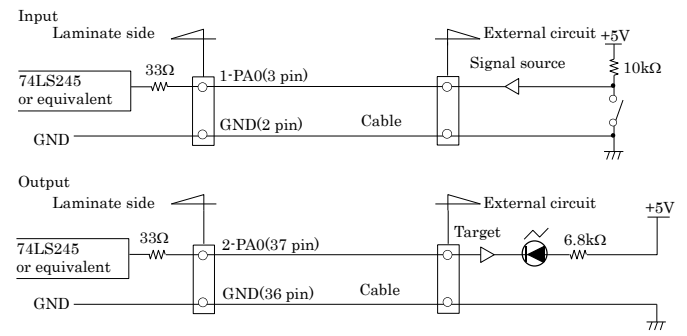 Input
Laminate side
External circuit
+5V
Signal source
10kΩ
33Ω
1-PA0(3 pin)
74LS245
or equivalent
GND(2 pin)
Cable
GND
Output
Laminate side
External circuit
+5V
Target
6.8kΩ
33Ω
2-PA0(37 pin)
74LS245
or equivalent
GND(36 pin)
Cable
GND